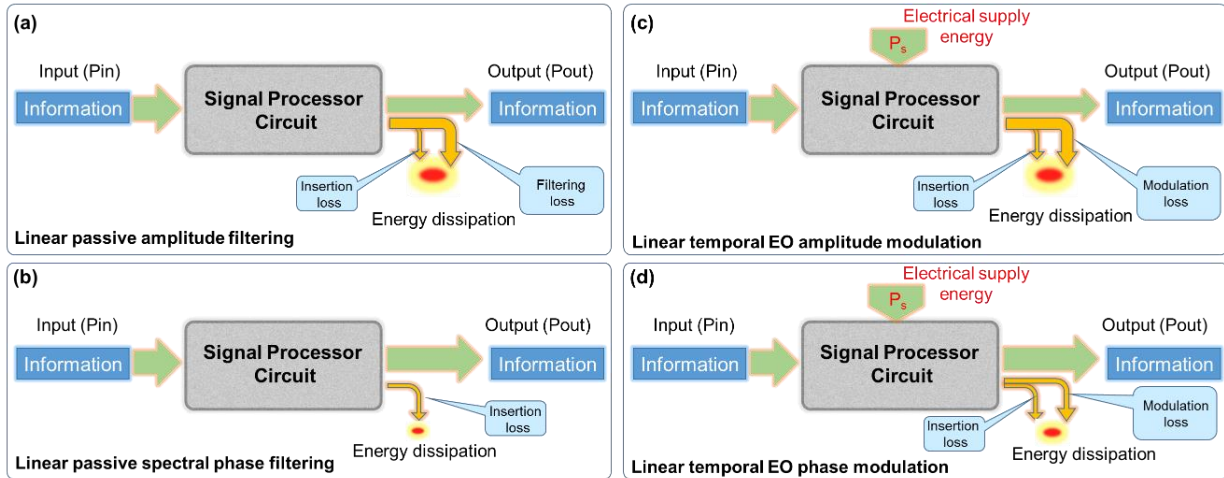 (a)
Input (Pin)
Information
Signal Processor
Circuit
Output (Pout)
Information
Insertion
loss
Filtering
loss
Energy dissipation
Linear passive amplitude filtering
(c)
Electrical supply
energy
Ps
Input (Pin)
Information
Signal Processor
Circuit
Output (Pout)
Information
Insertion
loss
Modulation
loss
Energy dissipation
Linear temporal EO amplitude modulation
(b)
Input (Pin)
Information
Signal Processor
Circuit
Output (Pout)
Information
Insertion
loss
Energy dissipation
Linear passive spectral phase filtering
(d)
Electrical supply
energy
Ps
Input (Pin)
Information
Signal Processor
Circuit
Output (Pout)
Information
Insertion
loss
Modulation
loss
Energy dissipation
Linear temporal EO phase modulation